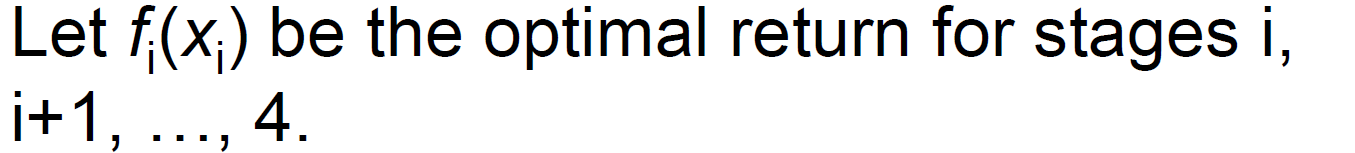 Let fᵢ(xᵢ) be the optimal return for stages i,
i+1, …, 4.